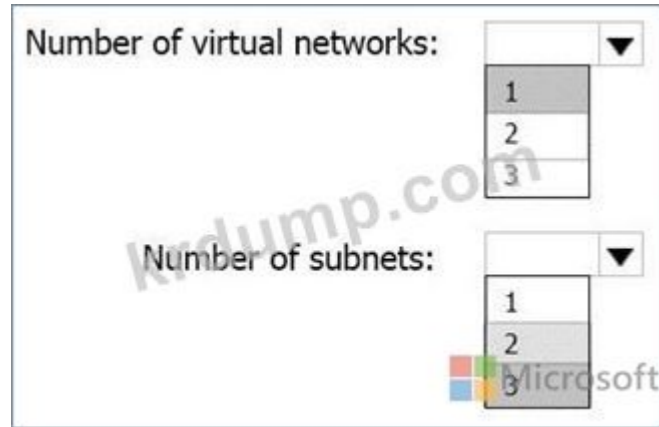 Number of virtual networks:
1
2
3
krdump.com
Number of subnets:
1
2
3
Microsoft